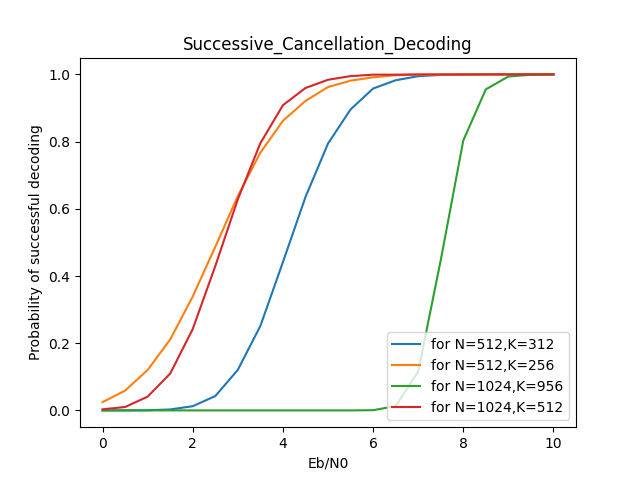 Successive_Cancellation_Decoding
Probability of successful decoding
1.0
0.8
0.6
0.4
0.2
0.0
for N=512,K=312
for N=512,K=256
for N=1024,K=956
for N=1024,K=512
0
2
4
6
8
10
Eb/N0